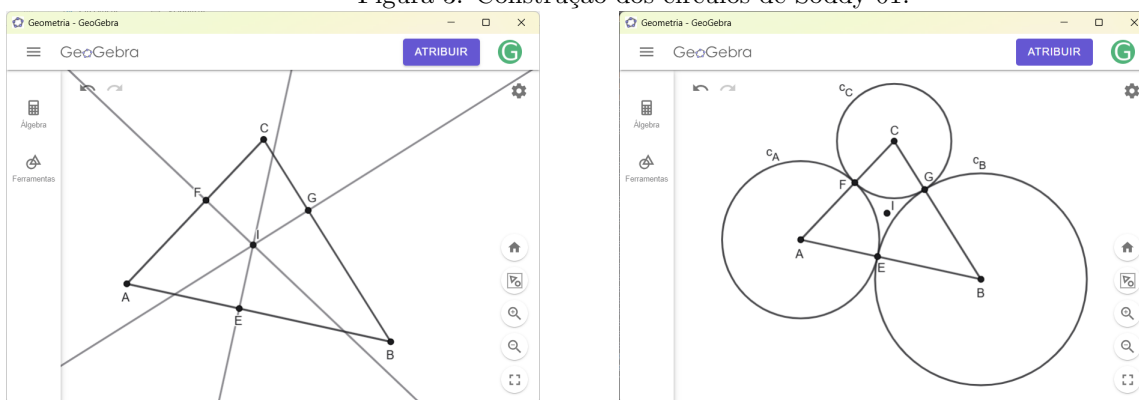 Figura 3: Construção dos círculos de Soddy 01.
Geometria - GeoGebra
GeoGebra
ATRIBUIR
G
Álgebra
Ferramentas
C
F
G
I
A
E
B
Geometria - GeoGebra
GeoGebra
ATRIBUIR
G
Álgebra
Ferramentas
cC
C
cA
cB
F
G
I
A
E
B